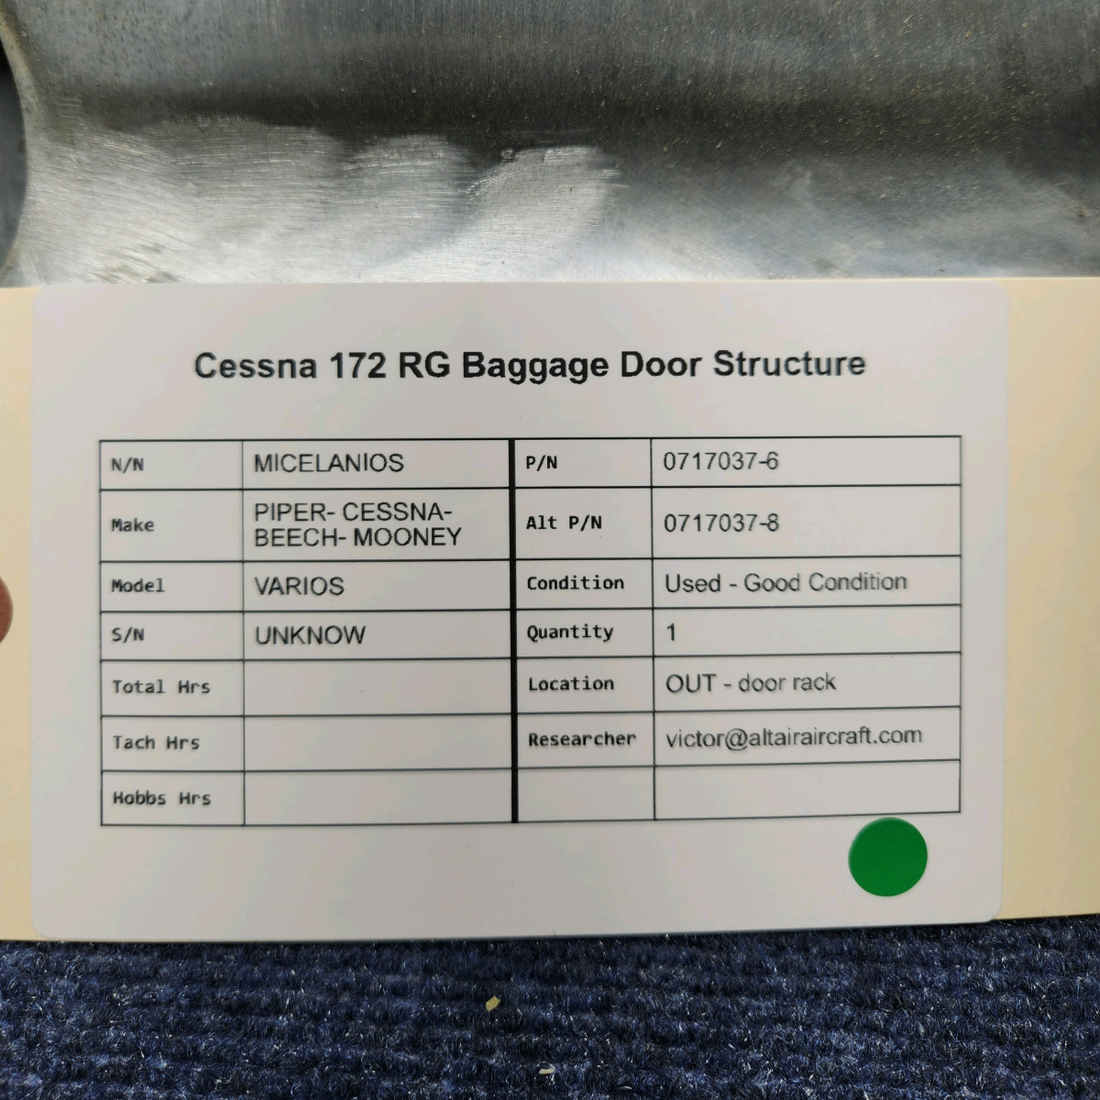 Cessna 172 RG Baggage Door Structure
N/N MICELANIOS P/N 0717037-6
Make PIPER- CESSNA- Alt P/N 0717037-8
BEECH- MOONEY
Model VARIOS Condition Used - Good Condition
S/N UNKNOW Quantity 1
Total Hrs Location OUT - door rack
Tach Hrs Researcher victor@altairaircraft.com
Hobbs Hrs